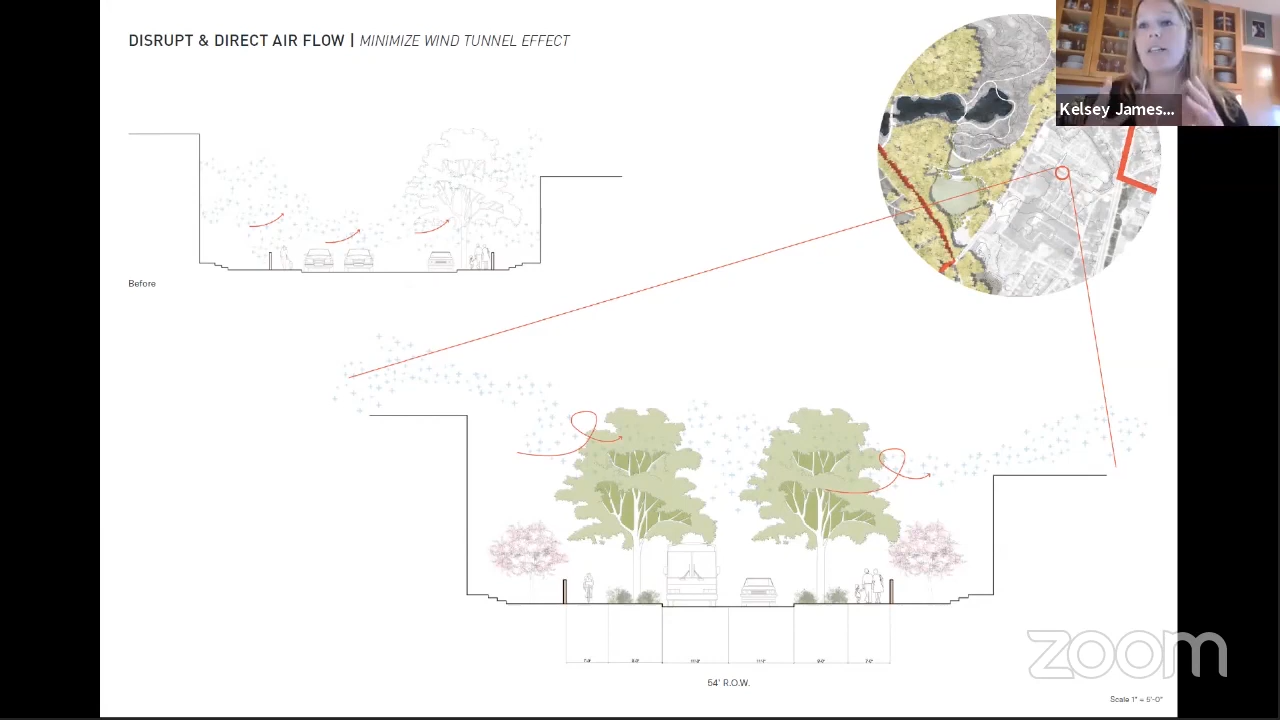 DISRUPT & DIRECT AIR FLOW | MINIMIZE WIND TUNNEL EFFECT
Kelsey James...
Before
54' R.O.W.
zoom
Scale 1" = 5'-0"